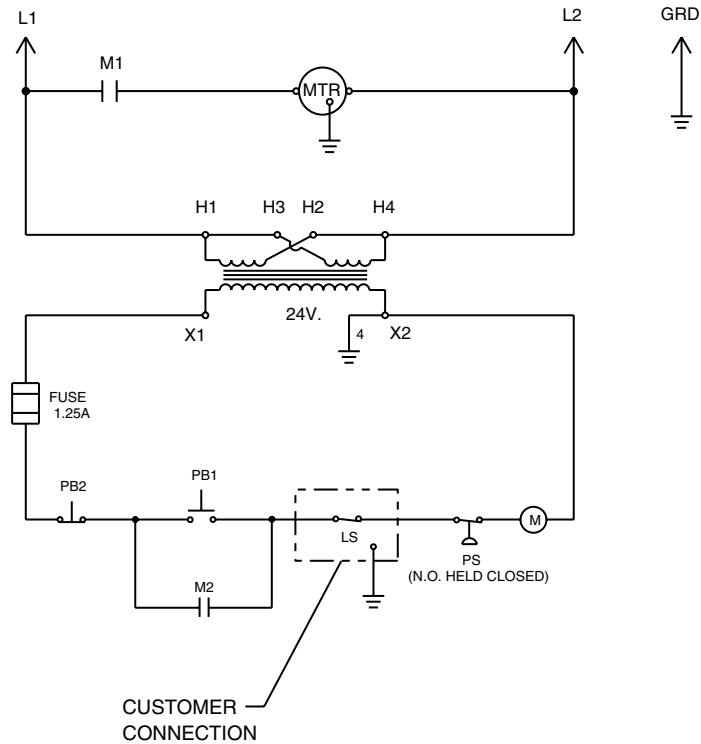 L1
L2
GRD
M1
MTR
H1
H3
H2
H4
24V.
X1
4
X2
FUSE
1.25A
PB2
PB1
LS
M
PS
(N.O. HELD CLOSED)
M2
CUSTOMER
CONNECTION